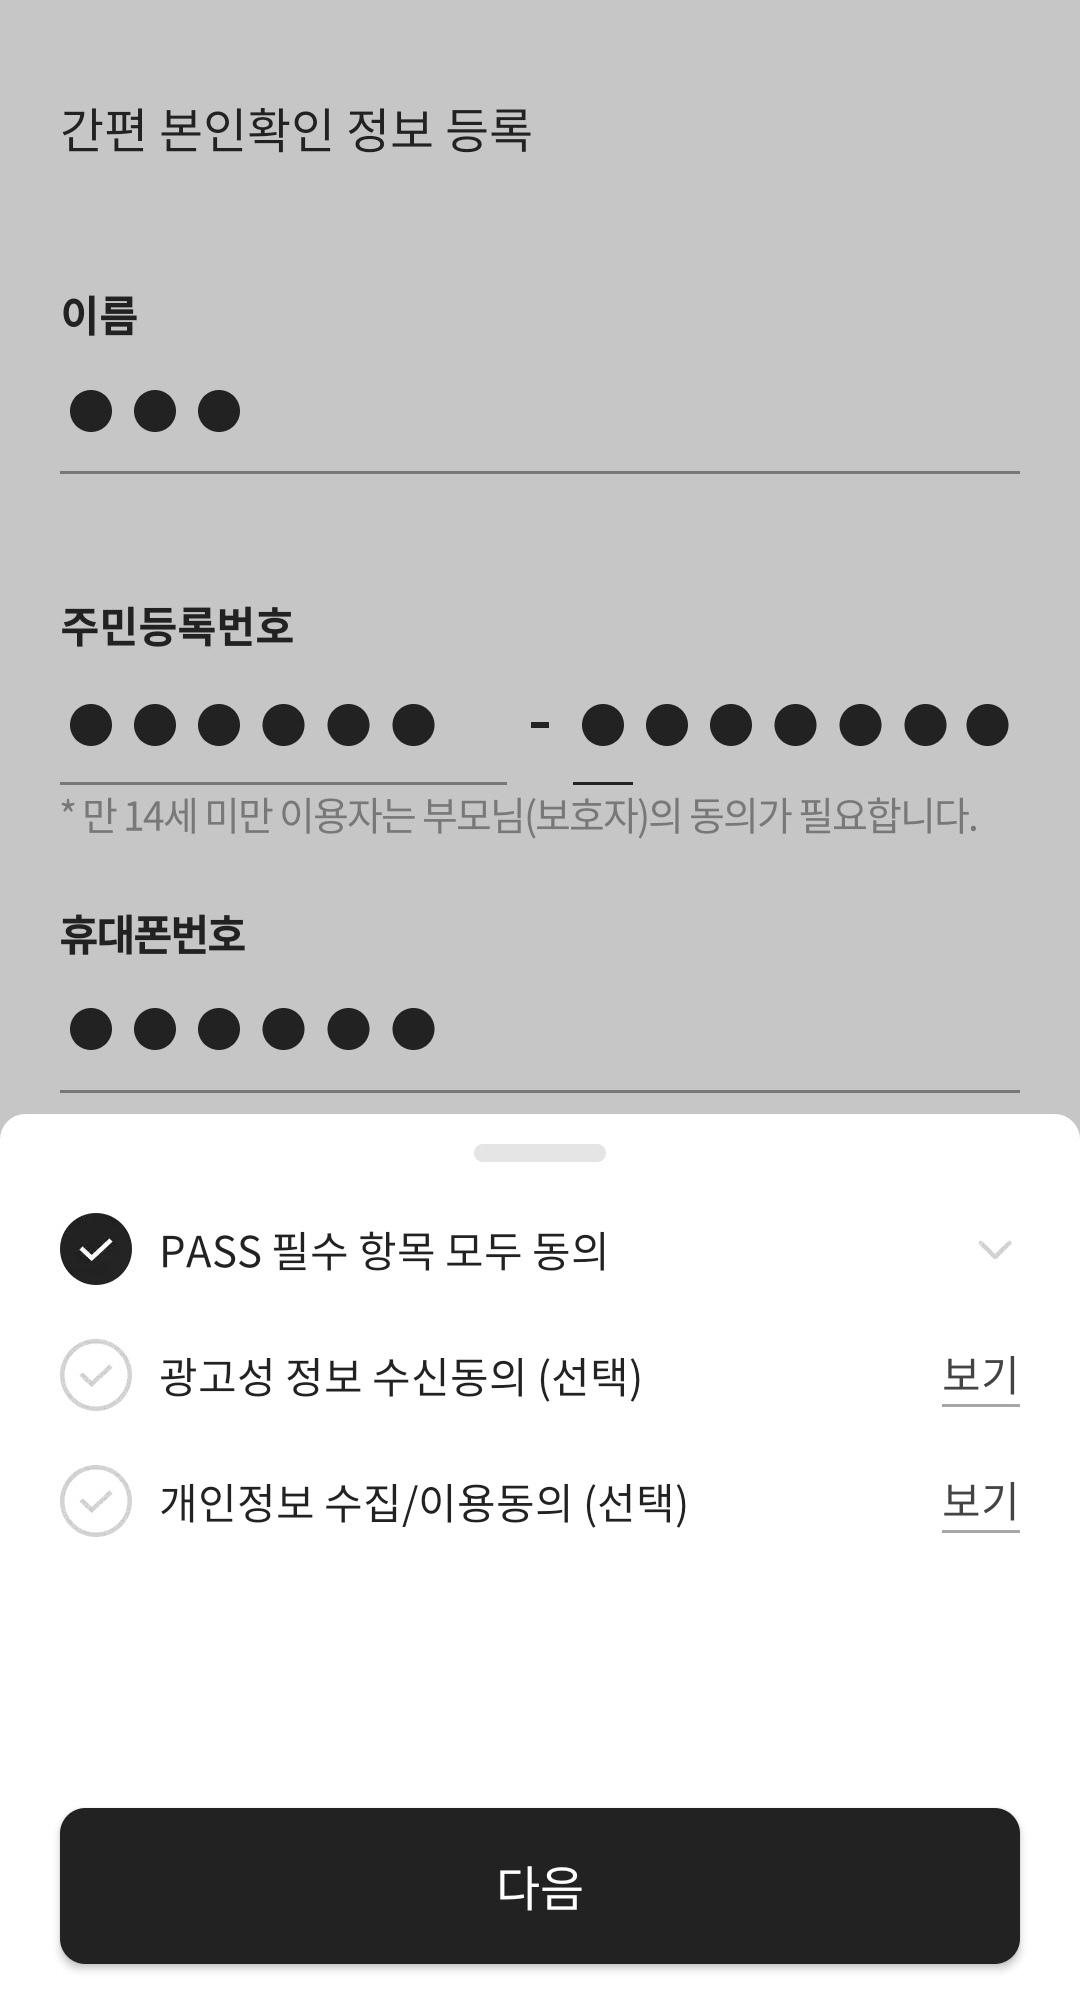 간편 본인확인 정보 등록
이름
●●●
주민등록번호
●●●●●● - ●●●●●●●
* 만 14세 미만 이용자는 부모님(보호자)의 동의가 필요합니다.
휴대폰번호
●●●●●●
PASS 필수 항목 모두 동의
광고성 정보 수신동의 (선택) 보기
개인정보 수집/이용동의 (선택) 보기
다음